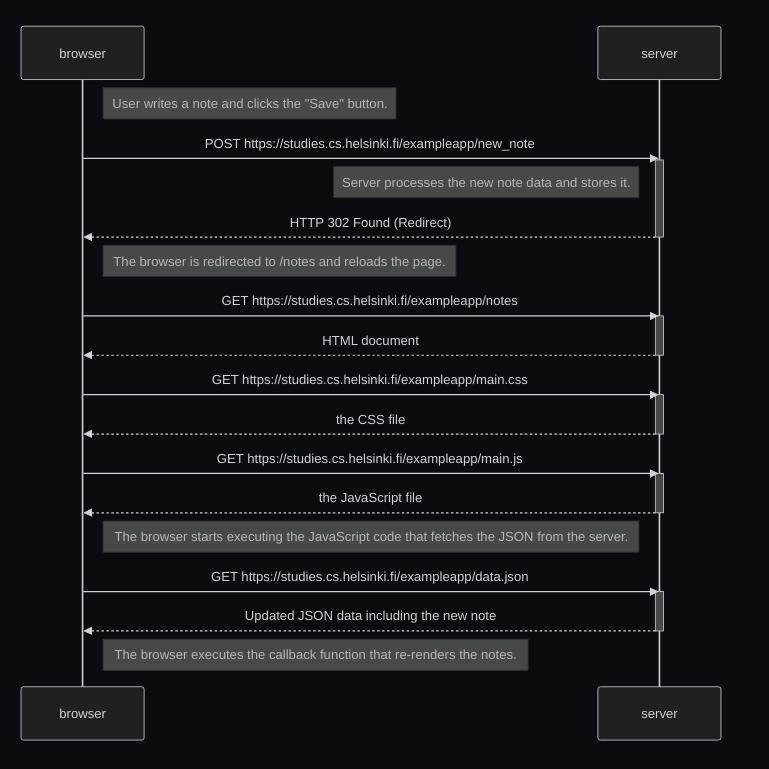 browser
server
User writes a note and clicks the "Save" button.
POST https://studies.cs.helsinki.fi/exampleapp/new_note
Server processes the new note data and stores it.
HTTP 302 Found (Redirect)
The browser is redirected to /notes and reloads the page.
GET https://studies.cs.helsinki.fi/exampleapp/notes
HTML document
GET https://studies.cs.helsinki.fi/exampleapp/main.css
the CSS file
GET https://studies.cs.helsinki.fi/exampleapp/main.js
the JavaScript file
The browser starts executing the JavaScript code that fetches the JSON from the server.
GET https://studies.cs.helsinki.fi/exampleapp/data.json
Updated JSON data including the new note
The browser executes the callback function that re-renders the notes.
browser
server